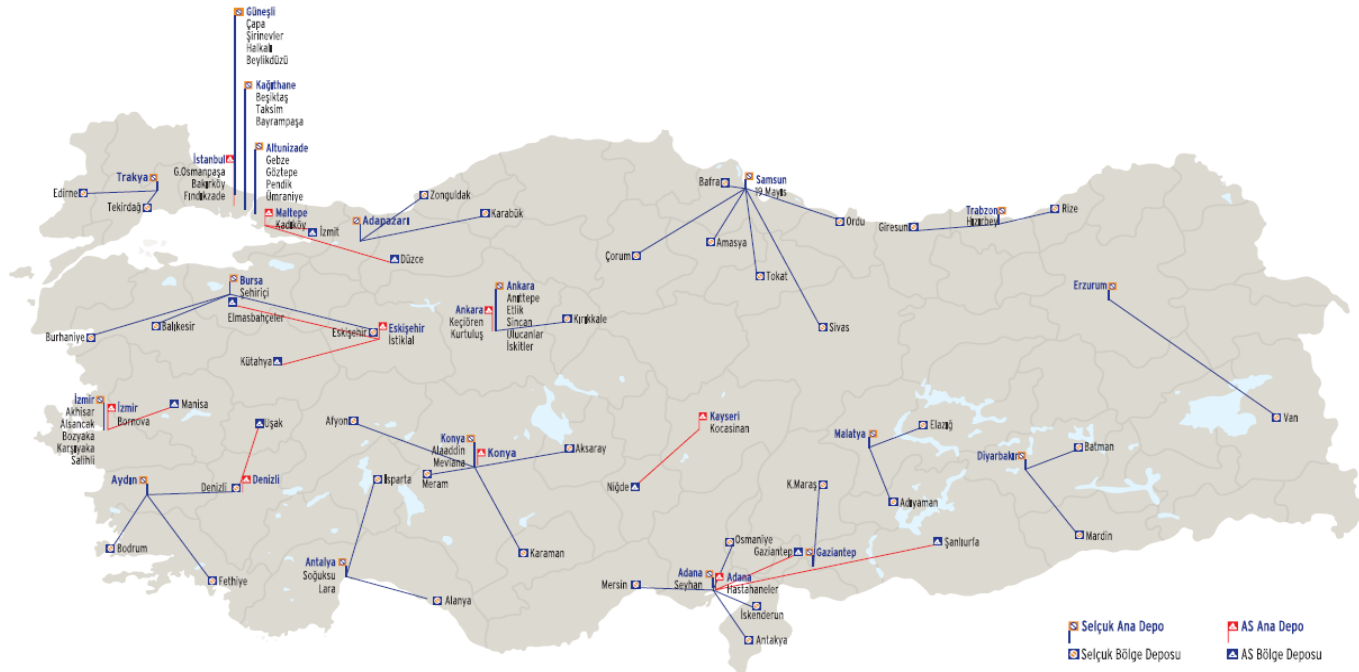 Güneşli
Çapa
Şirinevler
Halkalı
Beylikdüzü
Kağıthane
Beşiktaş
Taksim
Bayrampaşa
Altunizade
Gebze
Göztepe
Pendik
Ümraniye
İstanbul
G.Osmanpaşa
Bakırköy
Fındıkzade
Trakya
Edirne
Tekirdağ
Maltepe
Kadıköy
İzmit
Adapazarı
Zonguldak
Karabük
Düzce
Bafra
Samsun
19 Mayıs
Ordu
Çorum
Amasya
Tokat
Sivas
Giresun
Trabzon
Hızırbey
Rize
Erzurum
Van
Bursa
Şehiriçi
Elmasbahçeler
Burhaniye
Balıkesir
Eskişehir
Eskişehir
İstiklal
Kütahya
Ankara
Keçiören
Kurtuluş
Ankara
Anıttepe
Etlik
Sincan
Ulucanlar
İskitler
Kırıkkale
İzmir
Akhisar
Alsancak
Bozyaka
Karşıyaka
Salihli
İzmir
Bornova
Manisa
Uşak
Afyon
Konya
Alaaddin
Mevlana
Konya
Meram
Aksaray
Karaman
Kayseri
Kocasinan
Niğde
Malatya
Elazığ
Adıyaman
Diyarbakır
Batman
Mardin
Aydın
Denizli
Denizli
Bodrum
Fethiye
Isparta
Antalya
Soğuksu
Lara
Alanya
K.Maraş
Osmaniye
Gaziantep
Gaziantep
Şanlıurfa
Mersin
Adana
Seyhan
Adana
Hastahaneler
İskenderun
Antakya
Selçuk Ana Depo
AS Ana Depo
Selçuk Bölge Deposu
AS Bölge Deposu